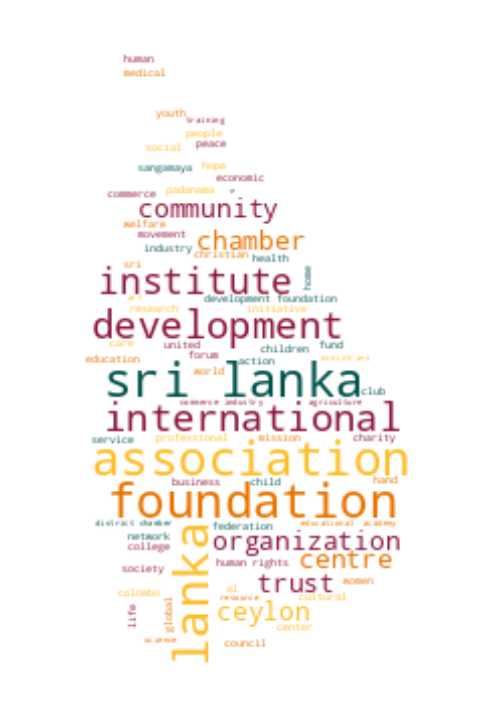 human
medical
youth
training
people
social peace
sangamaya hope
economic
commerce padanama
community
welfare
movement chamber
industry christian health
sri
institute home
art development foundation
research initiative
development
care united children fund
education forum action ministries
world
sri lanka club
commerce industry agriculture
international
service professional mission charity
association
business child hand
foundation
district chamber federation educational academy
network organization
college
human rights centre
society
trust women
colombo al resource cultural
lanka
life global ceylon
center
science council